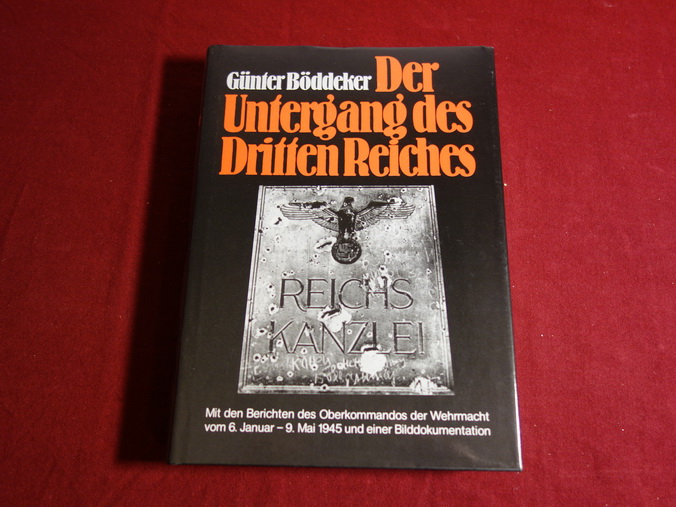 Günter Böddeker Der
Untergang des
Dritten Reiches
REICHS
KANZLEI
Mit den Berichten des Oberkommandos der Wehrmacht
vom 6. Januar – 9. Mai 1945 und einer Bilddokumentation